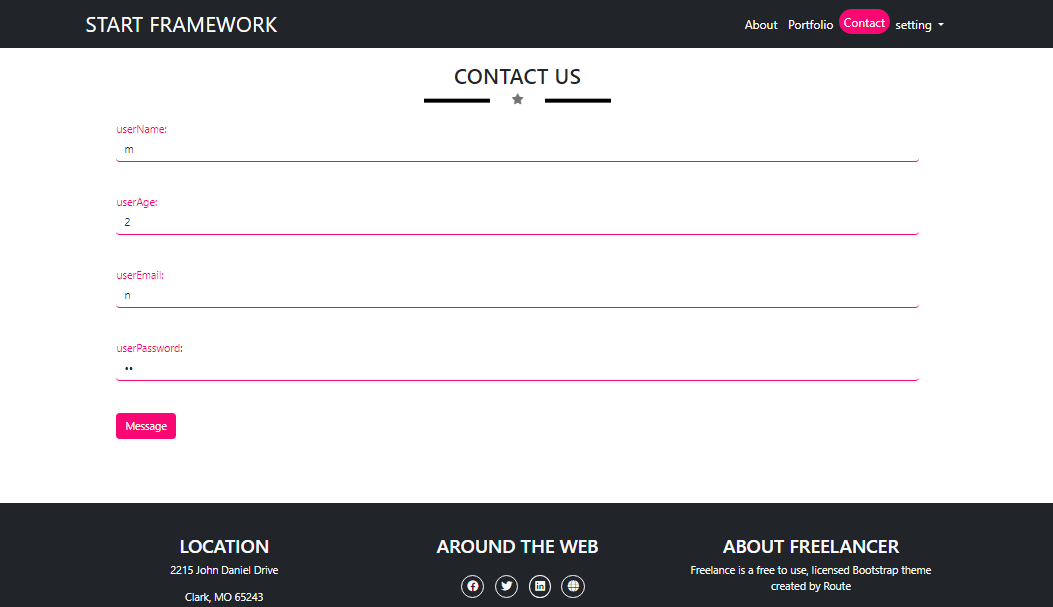 START FRAMEWORK
About Portfolio Contact setting
CONTACT US
userName:
m
userAge:
2
userEmail:
n
userPassword:
••
Message
LOCATION
2215 John Daniel Drive
Clark, MO 65243
AROUND THE WEB
ABOUT FREELANCER
Freelance is a free to use, licensed Bootstrap theme
created by Route